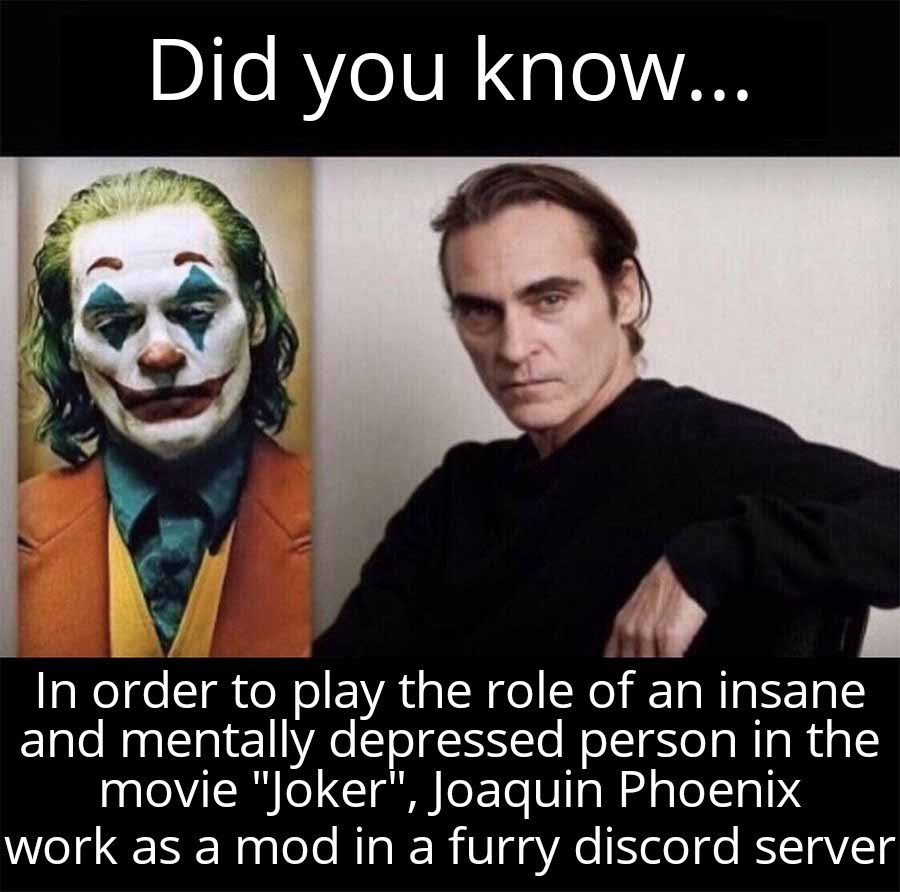 Did you know...
In order to play the role of an insane
and mentally depressed person in the
movie "Joker", Joaquin Phoenix
work as a mod in a furry discord server